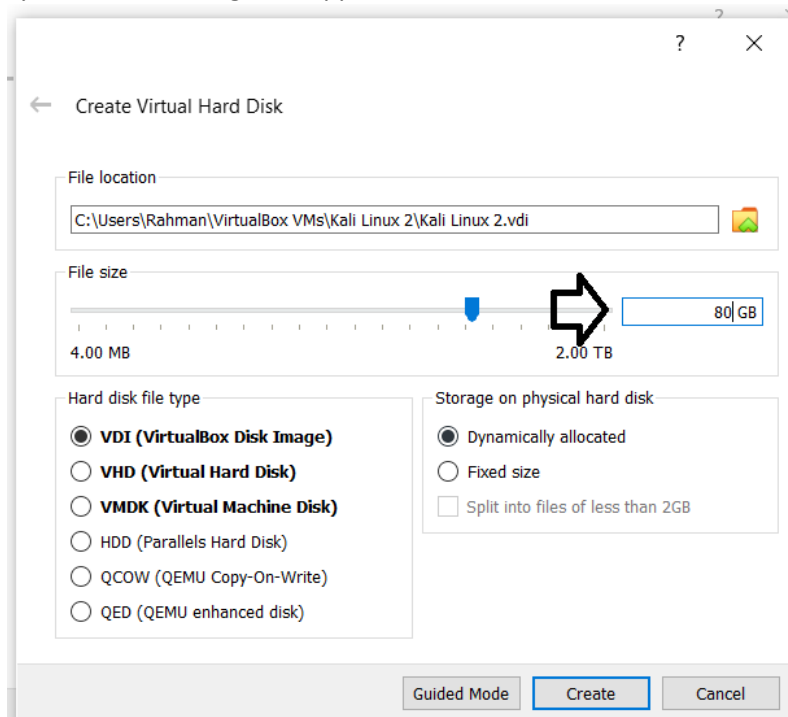 ?
? ×
← Create Virtual Hard Disk
File location
C:\Users\Rahman\VirtualBox VMs\Kali Linux 2\Kali Linux 2.vdi
File size
80 GB
4.00 MB 2.00 TB
Hard disk file type
VDI (VirtualBox Disk Image)
VHD (Virtual Hard Disk)
VMDK (Virtual Machine Disk)
HDD (Parallels Hard Disk)
QCOW (QEMU Copy-On-Write)
QED (QEMU enhanced disk)
Storage on physical hard disk
Dynamically allocated
Fixed size
Split into files of less than 2GB
Guided Mode Create Cancel